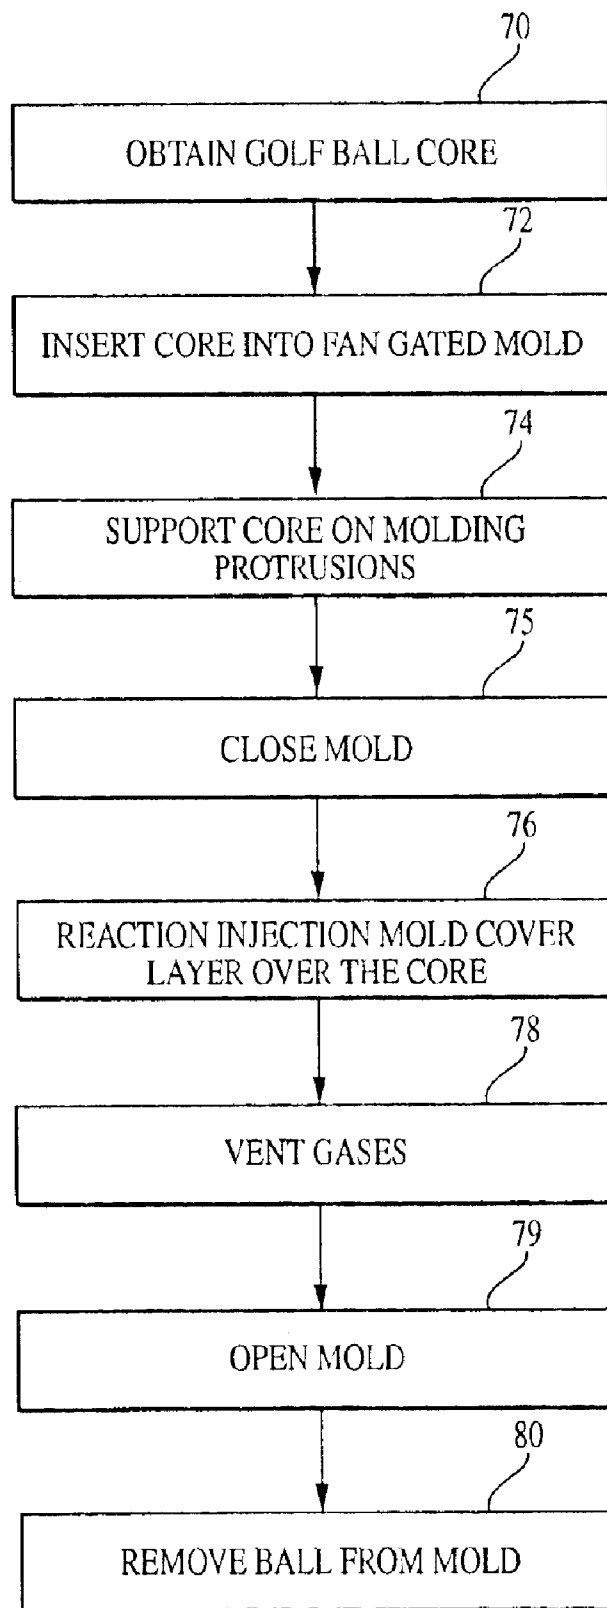 70
OBTAIN GOLF BALL CORE
72
INSERT CORE INTO FAN GATED MOLD
74
SUPPORT CORE ON MOLDING
PROTRUSIONS
75
CLOSE MOLD
76
REACTION INJECTION MOLD COVER
LAYER OVER THE CORE
78
VENT GASES
79
OPEN MOLD
80
REMOVE BALL FROM MOLD